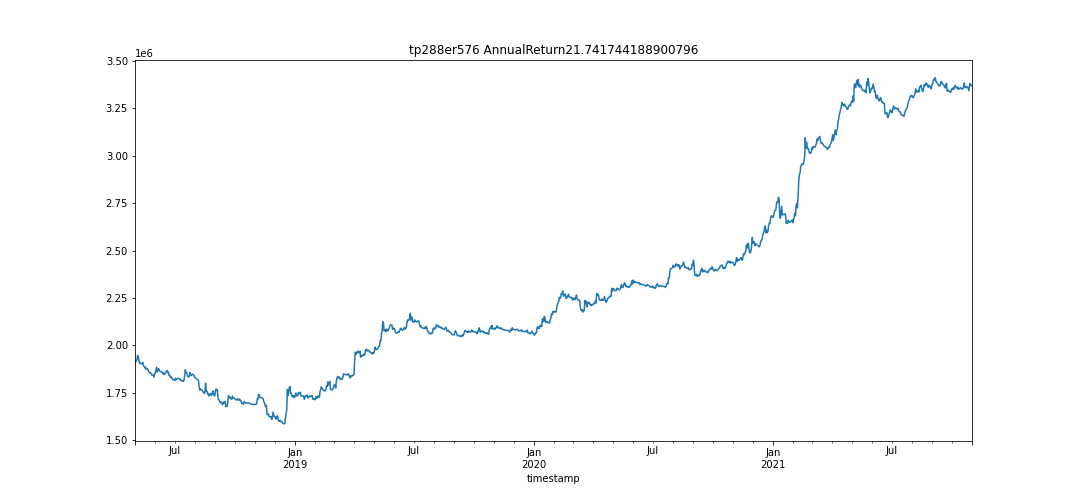 tp288er576 AnnualReturn21.741744188900796
1e6
3.50
3.25
3.00
2.75
2.50
2.25
2.00
1.75
1.50
Jul Jan Jul Jan Jul Jan Jul
2019 2020 2021
timestamp